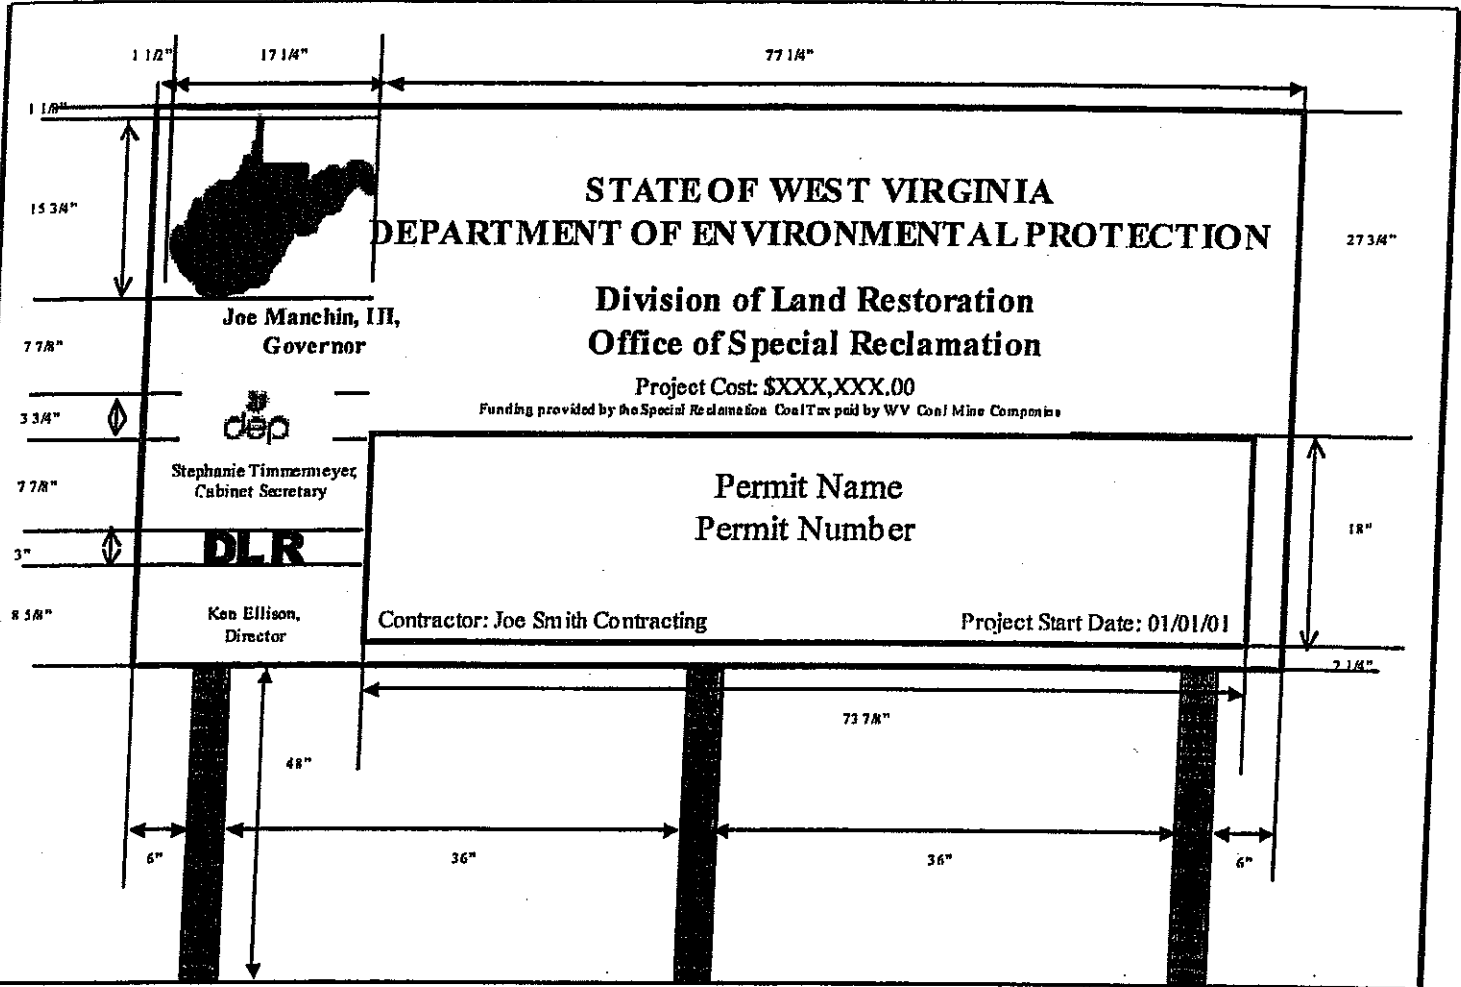 1 1/2" 17 1/4" 77 1/4"
1 1/8"
15 3/4"
STATE OF WEST VIRGINIA
DEPARTMENT OF ENVIRONMENTAL PROTECTION
27 3/4"
Division of Land Restoration
Office of Special Reclamation
Joe Manchin, III,
Governor
7 7/8"
Project Cost: $XXX,XXX.00
Funding provided by the Special Reclamation Coal Tax paid by WV Coal Mine Companies
3 3/4"
dep
Stephanie Timmermeyer,
Cabinet Secretary
7 7/8"
Permit Name
Permit Number
18"
DLR
3"
8 5/8"
Ken Ellison,
Director
Contractor: Joe Smith Contracting Project Start Date: 01/01/01
2 1/4"
73 7/8"
48"
6" 36" 36" 6"